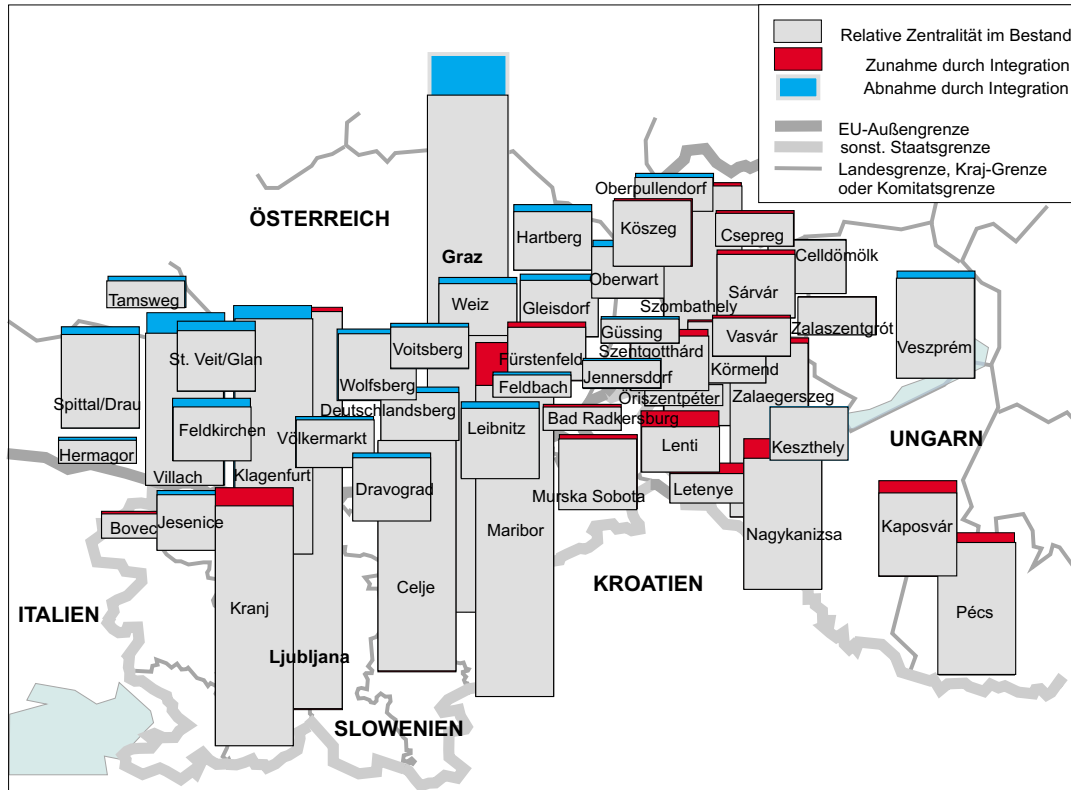 Relative Zentralität im Bestand
Zunahme durch Integration
Abnahme durch Integration
EU-Außengrenze
sonst. Staatsgrenze
Landesgrenze, Kraj-Grenze
oder Komitatsgrenze
ÖSTERREICH
Oberpullendorf
Köszeg
Csepreg
Hartberg
Graz
Celldömölk
Oberwart
Tamsweg
Weiz
Gleisdorf
Szombathely
Sárvár
Güssing
Zalaszentgrót
Veszprém
St. Veit/Glan
Voitsberg
Fürstenfeld
Szentgotthárd
Vasvár
Wolfsberg
Feldbach
Jennersdorf
Körmend
Spittal/Drau
Deutschlandsberg
Öriszentpéter
Zalaegerszeg
Feldkirchen
Völkermarkt
Leibnitz
Bad Radkersburg
UNGARN
Hermagor
Villach
Klagenfurt
Lenti
Keszthely
Dravograd
Murska Sobota
Letenye
Bovec
Jesenice
Maribor
Nagykanizsa
Kaposvár
ITALIEN
Kranj
Celje
KROATIEN
Pécs
Ljubljana
SLOWENIEN